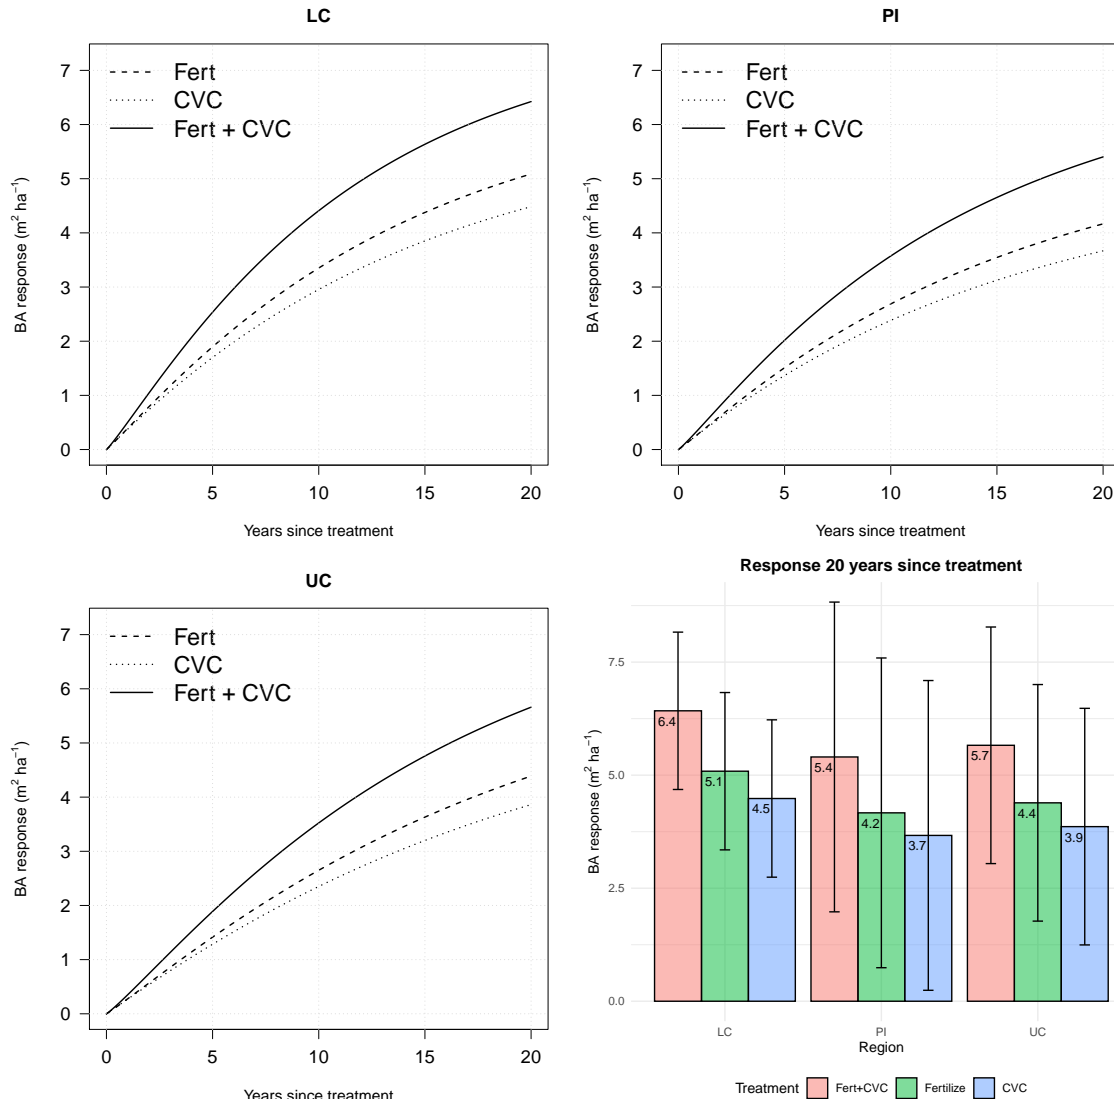 LC
7
6
5
4
3
2
1
0
BA response (m² ha⁻¹)
Fert
CVC
Fert + CVC
0 5 10 15 20
Years since treatment
PI
7
6
5
4
3
2
1
0
BA response (m² ha⁻¹)
Fert
CVC
Fert + CVC
0 5 10 15 20
Years since treatment
UC
7
6
5
4
3
2
1
0
BA response (m² ha⁻¹)
Fert
CVC
Fert + CVC
0 5 10 15 20
Years since treatment
Response 20 years since treatment
7.5
5.0
2.5
0.0
BA response (m² ha⁻¹)
6.4
5.1
4.5
5.4
4.2
3.7
5.7
4.4
3.9
LC PI UC
Region
Treatment Fert+CVC Fertilize CVC